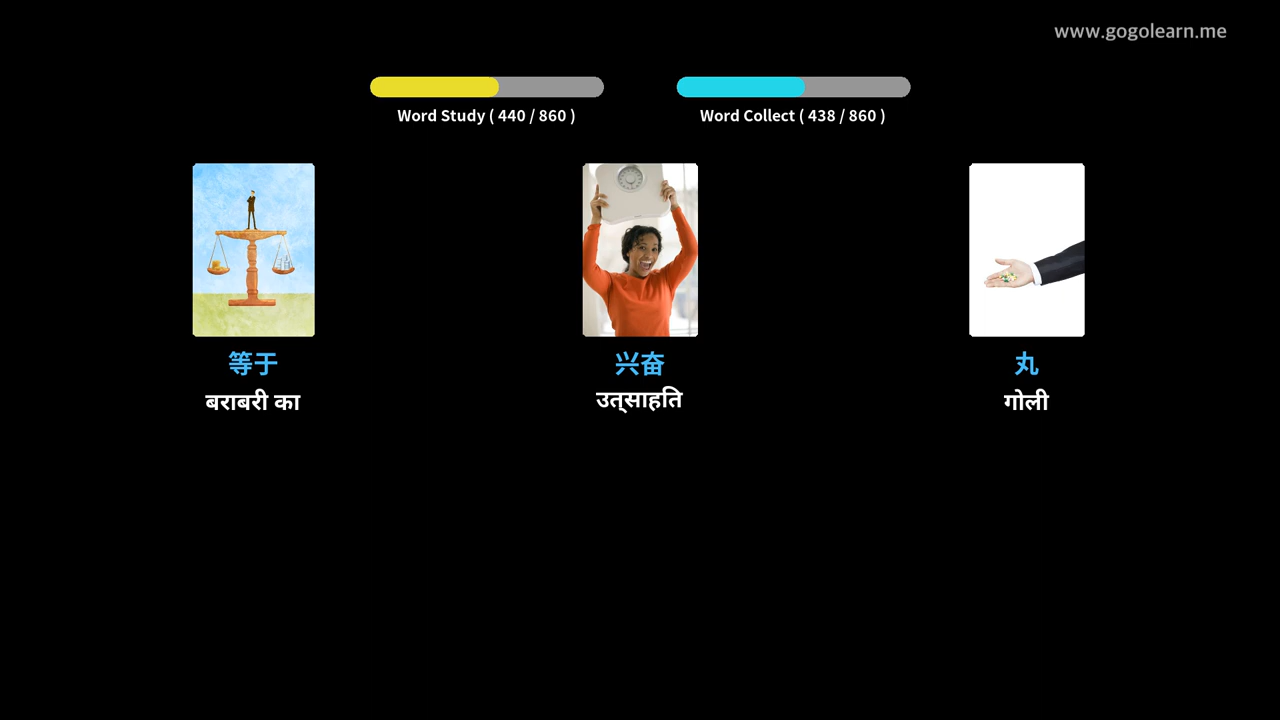 www.gogolearn.me
Word Study ( 440 / 860 )
Word Collect ( 438 / 860 )
等于
兴奋
丸
बराबरी का
उत्साहति
गोली